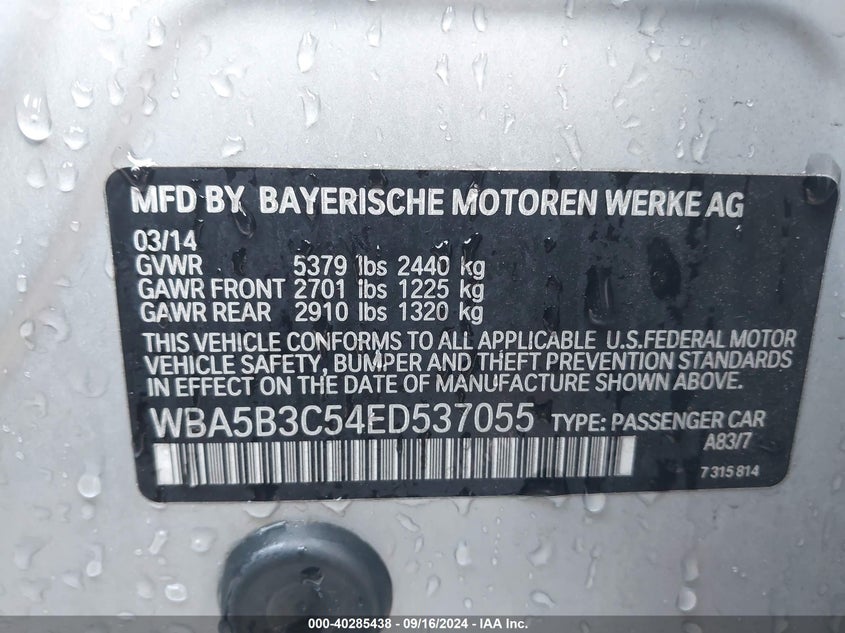 MFD BY BAYERISCHE MOTOREN WERKE AG
03/14
GVWR 5379 lbs 2440 kg
GAWR FRONT 2701 lbs 1225 kg
GAWR REAR 2910 lbs 1320 kg
THIS VEHICLE CONFORMS TO ALL APPLICABLE U.S.FEDERAL MOTOR
VEHICLE SAFETY, BUMPER AND THEFT PREVENTION STANDARDS
IN EFFECT ON THE DATE OF MANUFACTURE SHOWN ABOVE.
WBA5B3C54ED537055 TYPE: PASSENGER CAR
A83/7
7 315 814
000-40285438 - 09/16/2024 - IAA Inc.